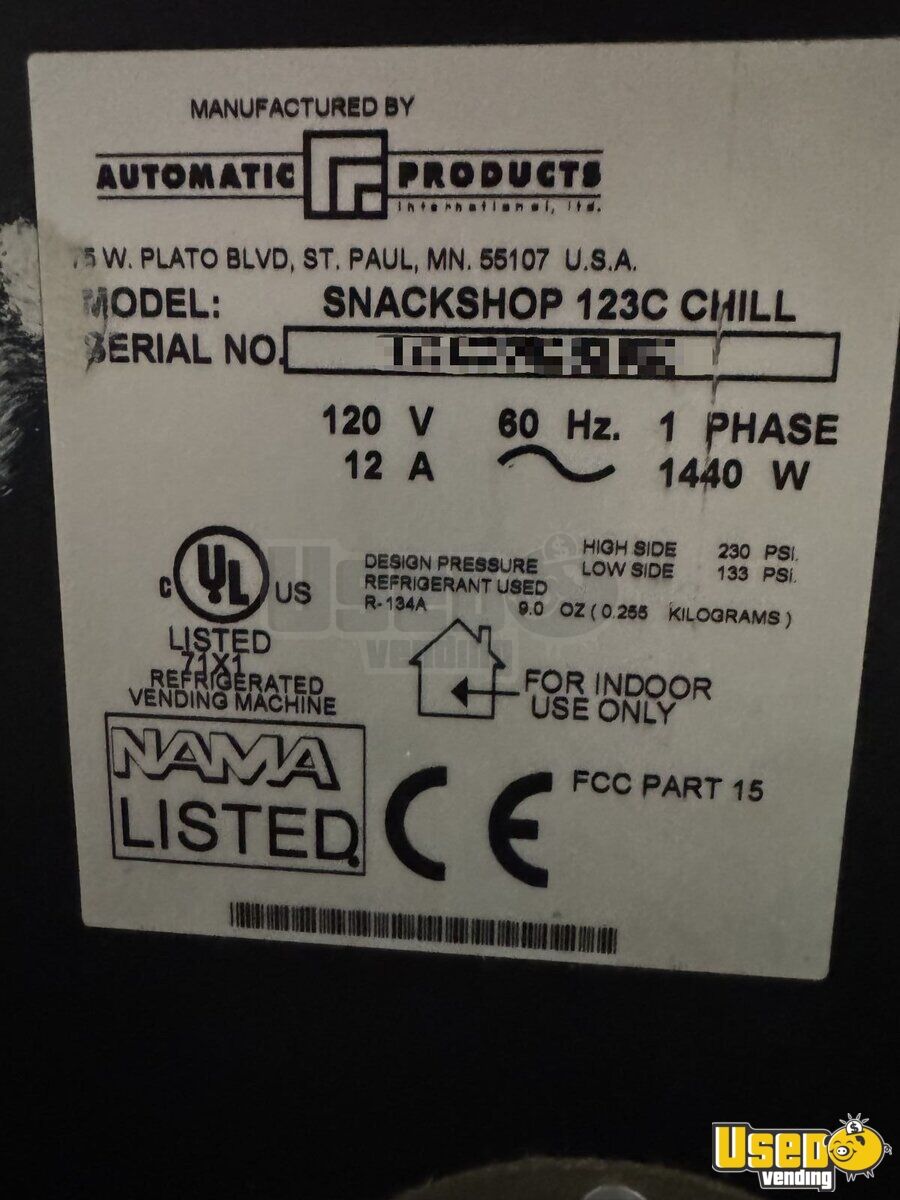 MANUFACTURED BY
AUTOMATIC PRODUCTS
international, ltd.
75 W. PLATO BLVD, ST. PAUL, MN. 55107 U.S.A.
MODEL: SNACKSHOP 123C CHILL
SERIAL NO.
120 V 60 Hz. 1 PHASE
12 A 1440 W
DESIGN PRESSURE HIGH SIDE 230 PSI.
LOW SIDE 133 PSI.
REFRIGERANT USED
R-134A 9.0 OZ ( 0.255 KILOGRAMS )
C UL US
LISTED
71X1
REFRIGERATED
VENDING MACHINE
FOR INDOOR
USE ONLY
NAMA
LISTED
CE
FCC PART 15
Used
vending
Used
vending